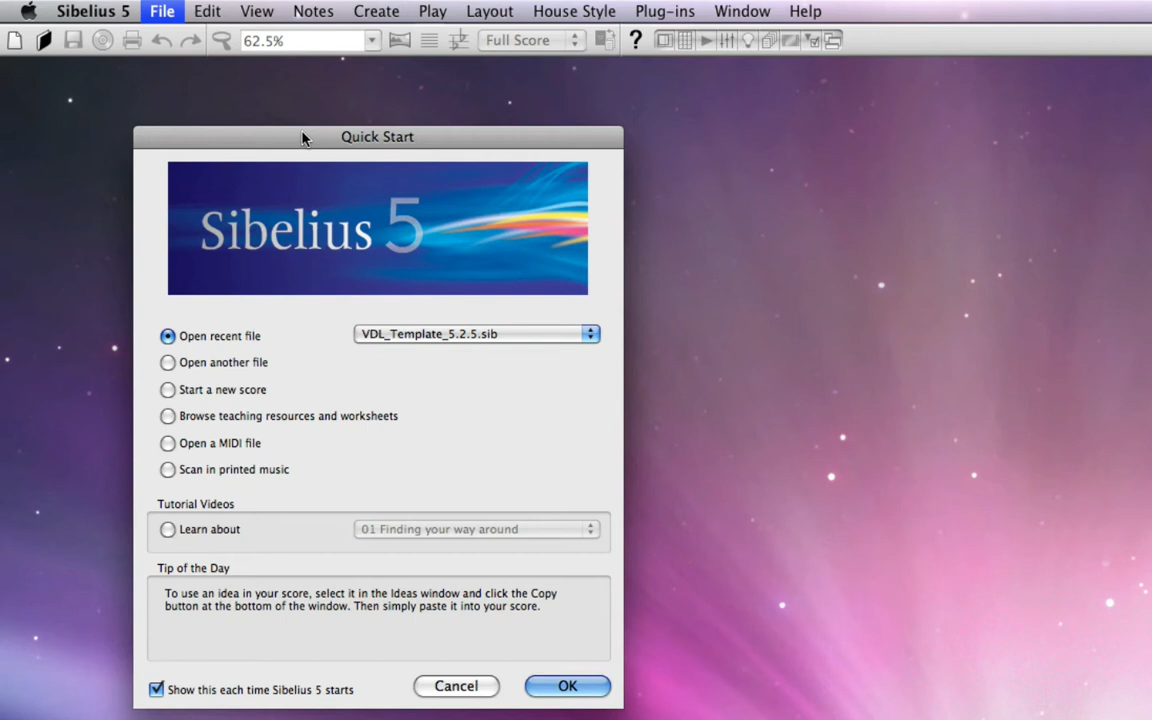 Sibelius 5 File Edit View Notes Create Play Layout House Style Plug-ins Window Help
62.5% Full Score ?
Quick Start
Sibelius 5
Open recent file VDL_Template_5.2.5.sib
Open another file
Start a new score
Browse teaching resources and worksheets
Open a MIDI file
Scan in printed music
Tutorial Videos
Learn about 01 Finding your way around
Tip of the Day
To use an idea in your score, select it in the Ideas window and click the Copy
button at the bottom of the window. Then simply paste it into your score.
Show this each time Sibelius 5 starts Cancel OK